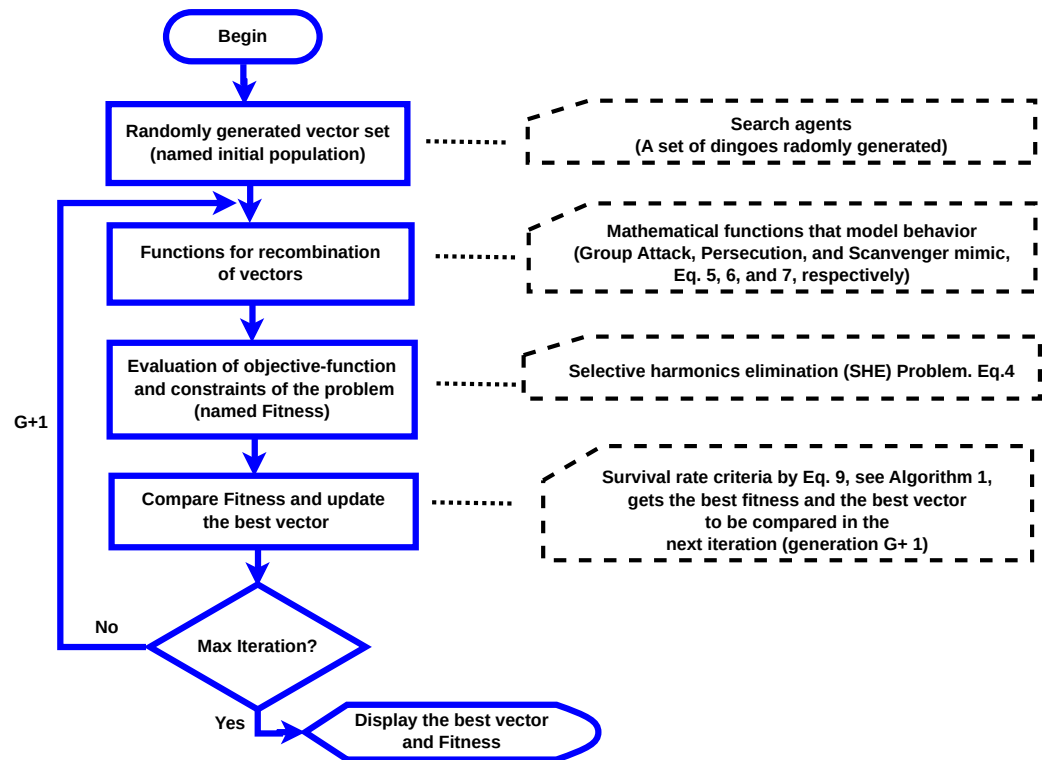 Begin
Randomly generated vector set
(named initial population)
Search agents
(A set of dingoes radomly generated)
Functions for recombination
of vectors
Mathematical functions that model behavior
(Group Attack, Persecution, and Scanvenger mimic,
Eq. 5, 6, and 7, respectively)
Evaluation of objective-function
and constraints of the problem
(named Fitness)
Selective harmonics elimination (SHE) Problem. Eq.4
G+1
Compare Fitness and update
the best vector
Survival rate criteria by Eq. 9, see Algorithm 1,
gets the best fitness and the best vector
to be compared in the
next iteration (generation G+ 1)
No
Max Iteration?
Yes
Display the best vector
and Fitness